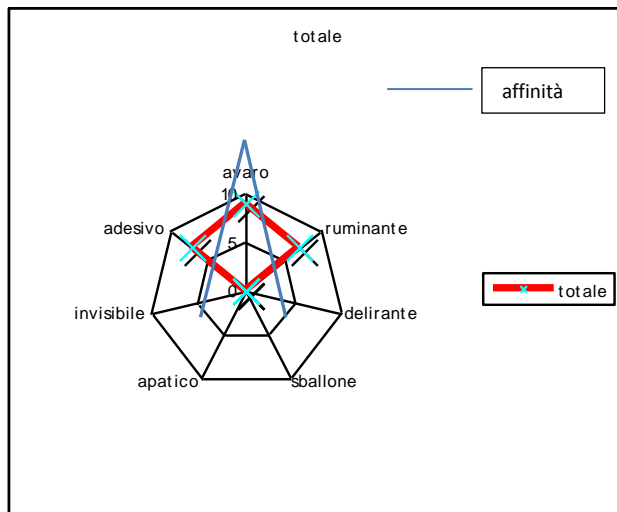 totale
affinità
avaro
10
adesivo
ruminante
5
0
totale
invisibile
delirante
apatico
sballone